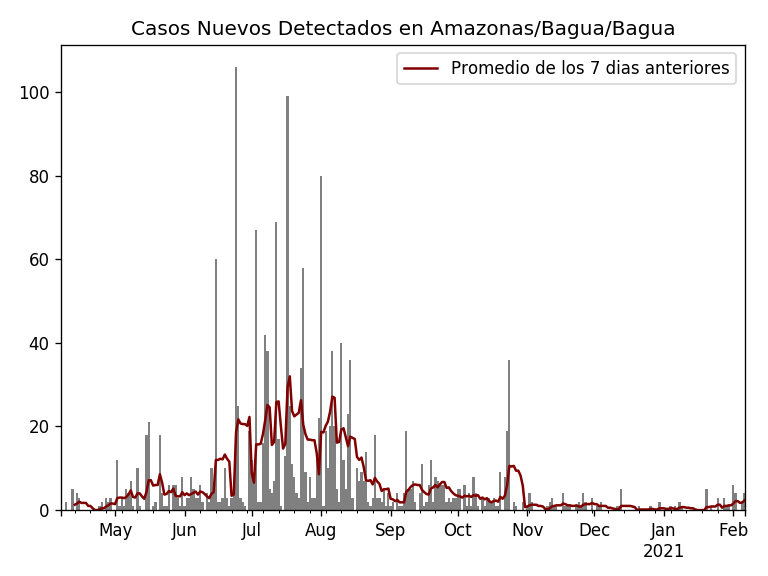 Casos Nuevos Detectados en Amazonas/Bagua/Bagua
Promedio de los 7 dias anteriores
100
80
60
40
20
0
May Jun Jul Aug Sep Oct Nov Dec Jan Feb
2021